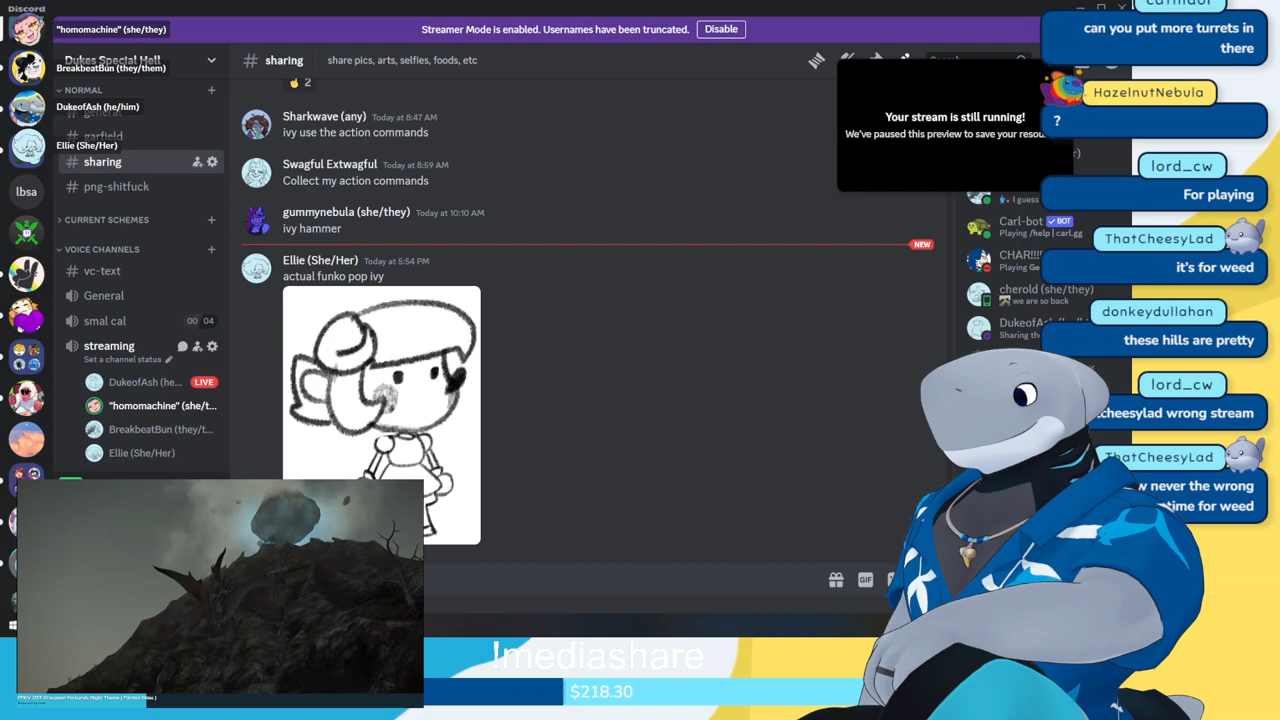 Discord
"homomachine" (she/they)
Streamer Mode is enabled. Usernames have been truncated.
Disable
Dukes Special Hell
BreakbeatBun (they/them)
NORMAL
DukeofAsh (he/him)
general
garfield
Ellie (She/Her)
sharing
png-shitfuck
lbsa
CURRENT SCHEMES
VOICE CHANNELS
vc-text
General
smal cal
00 04
streaming
Set a channel status
DukeofAsh (he...
LIVE
"homomachine" (she/t...
BreakbeatBun (they/t...
Ellie (She/Her)
# sharing
share pics, arts, selfies, foods, etc
Search
2
Sharkwave (any) Today at 8:47 AM
ivy use the action commands
Swagful Extwagful Today at 8:59 AM
Collect my action commands
gummynebula (she/they) Today at 10:10 AM
ivy hammer
NEW
Ellie (She/Her) Today at 5:54 PM
actual funko pop ivy
GIF
Your stream is still running!
We've paused this preview to save your resou
I guess
Carl-bot BOT
Playing /help | carl.gg
CHAR!!!!
Playing Ge
cherold (she/they)
we are so back
DukeofAsh (he/h
Sharing the
can you put more turrets in
there
HazelnutNebula
?
lord_cw
For playing
ThatCheesyLad
it's for weed
donkeydullahan
these hills are pretty
lord_cw
cheesylad wrong stream
ThatCheesyLad
w never the wrong
time for weed
!mediashare
$218.30